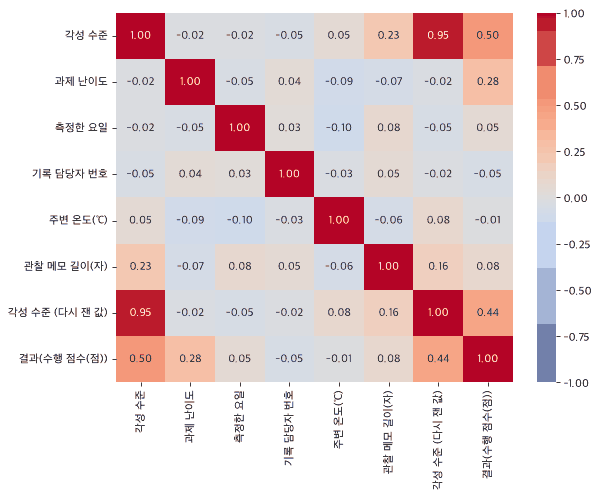 각성 수준 1.00 -0.02 -0.02 -0.05 0.05 0.23 0.95 0.50
과제 난이도 -0.02 1.00 -0.05 0.04 -0.09 -0.07 -0.02 0.28
측정한 요일 -0.02 -0.05 1.00 0.03 -0.10 0.08 -0.05 0.05
기록 담당자 번호 -0.05 0.04 0.03 1.00 -0.03 0.05 -0.02 -0.05
주변 온도(℃) 0.05 -0.09 -0.10 -0.03 1.00 -0.06 0.08 -0.01
관찰 메모 길이(자) 0.23 -0.07 0.08 0.05 -0.06 1.00 0.16 0.08
각성 수준 (다시 잰 값) 0.95 -0.02 -0.05 -0.02 0.08 0.16 1.00 0.44
결과(수행 점수(점)) 0.50 0.28 0.05 -0.05 -0.01 0.08 0.44 1.00
각성 수준
과제 난이도
측정한 요일
기록 담당자 번호
주변 온도(℃)
관찰 메모 길이(자)
각성 수준 (다시 잰 값)
결과(수행 점수(점))
1.00
0.75
0.50
0.25
0.00
-0.25
-0.50
-0.75
-1.00